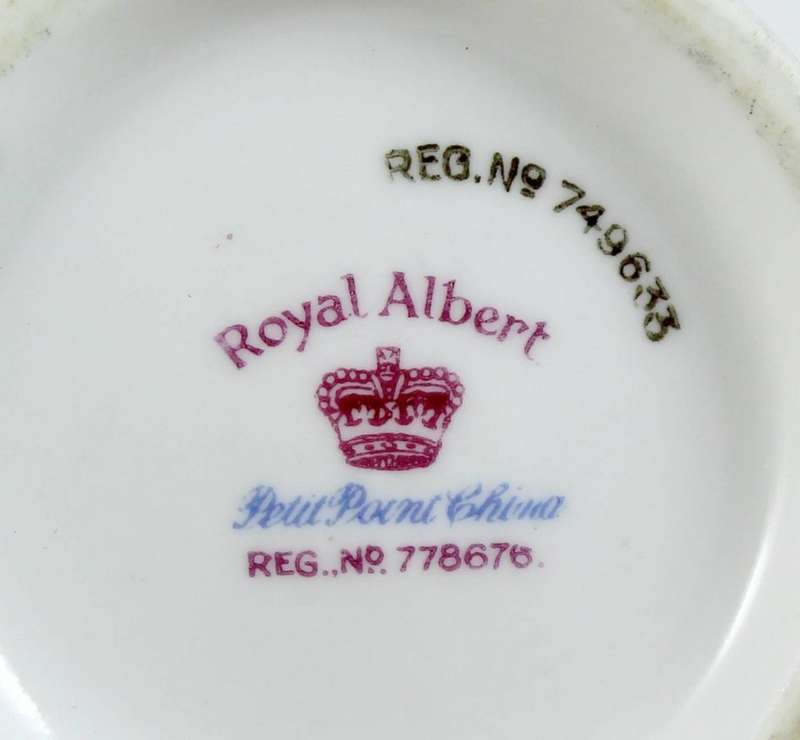 REG. Nº 749633
Royal Albert
Petit Point China
REG., Nº. 778676.